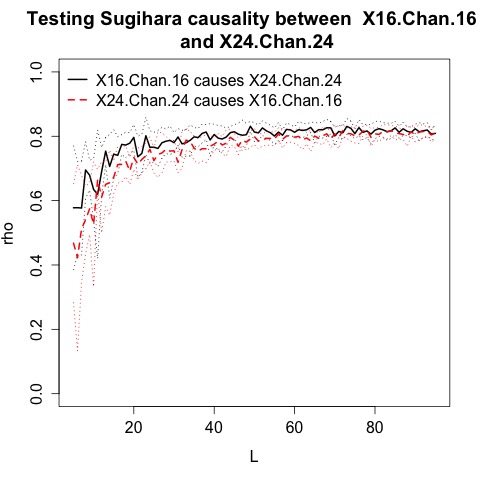 Testing Sugihara causality between  X16.Chan.16
and X24.Chan.24
X16.Chan.16 causes X24.Chan.24
X24.Chan.24 causes X16.Chan.16
1.0
0.8
0.6
0.4
0.2
0.0
rho
20 40 60 80
L